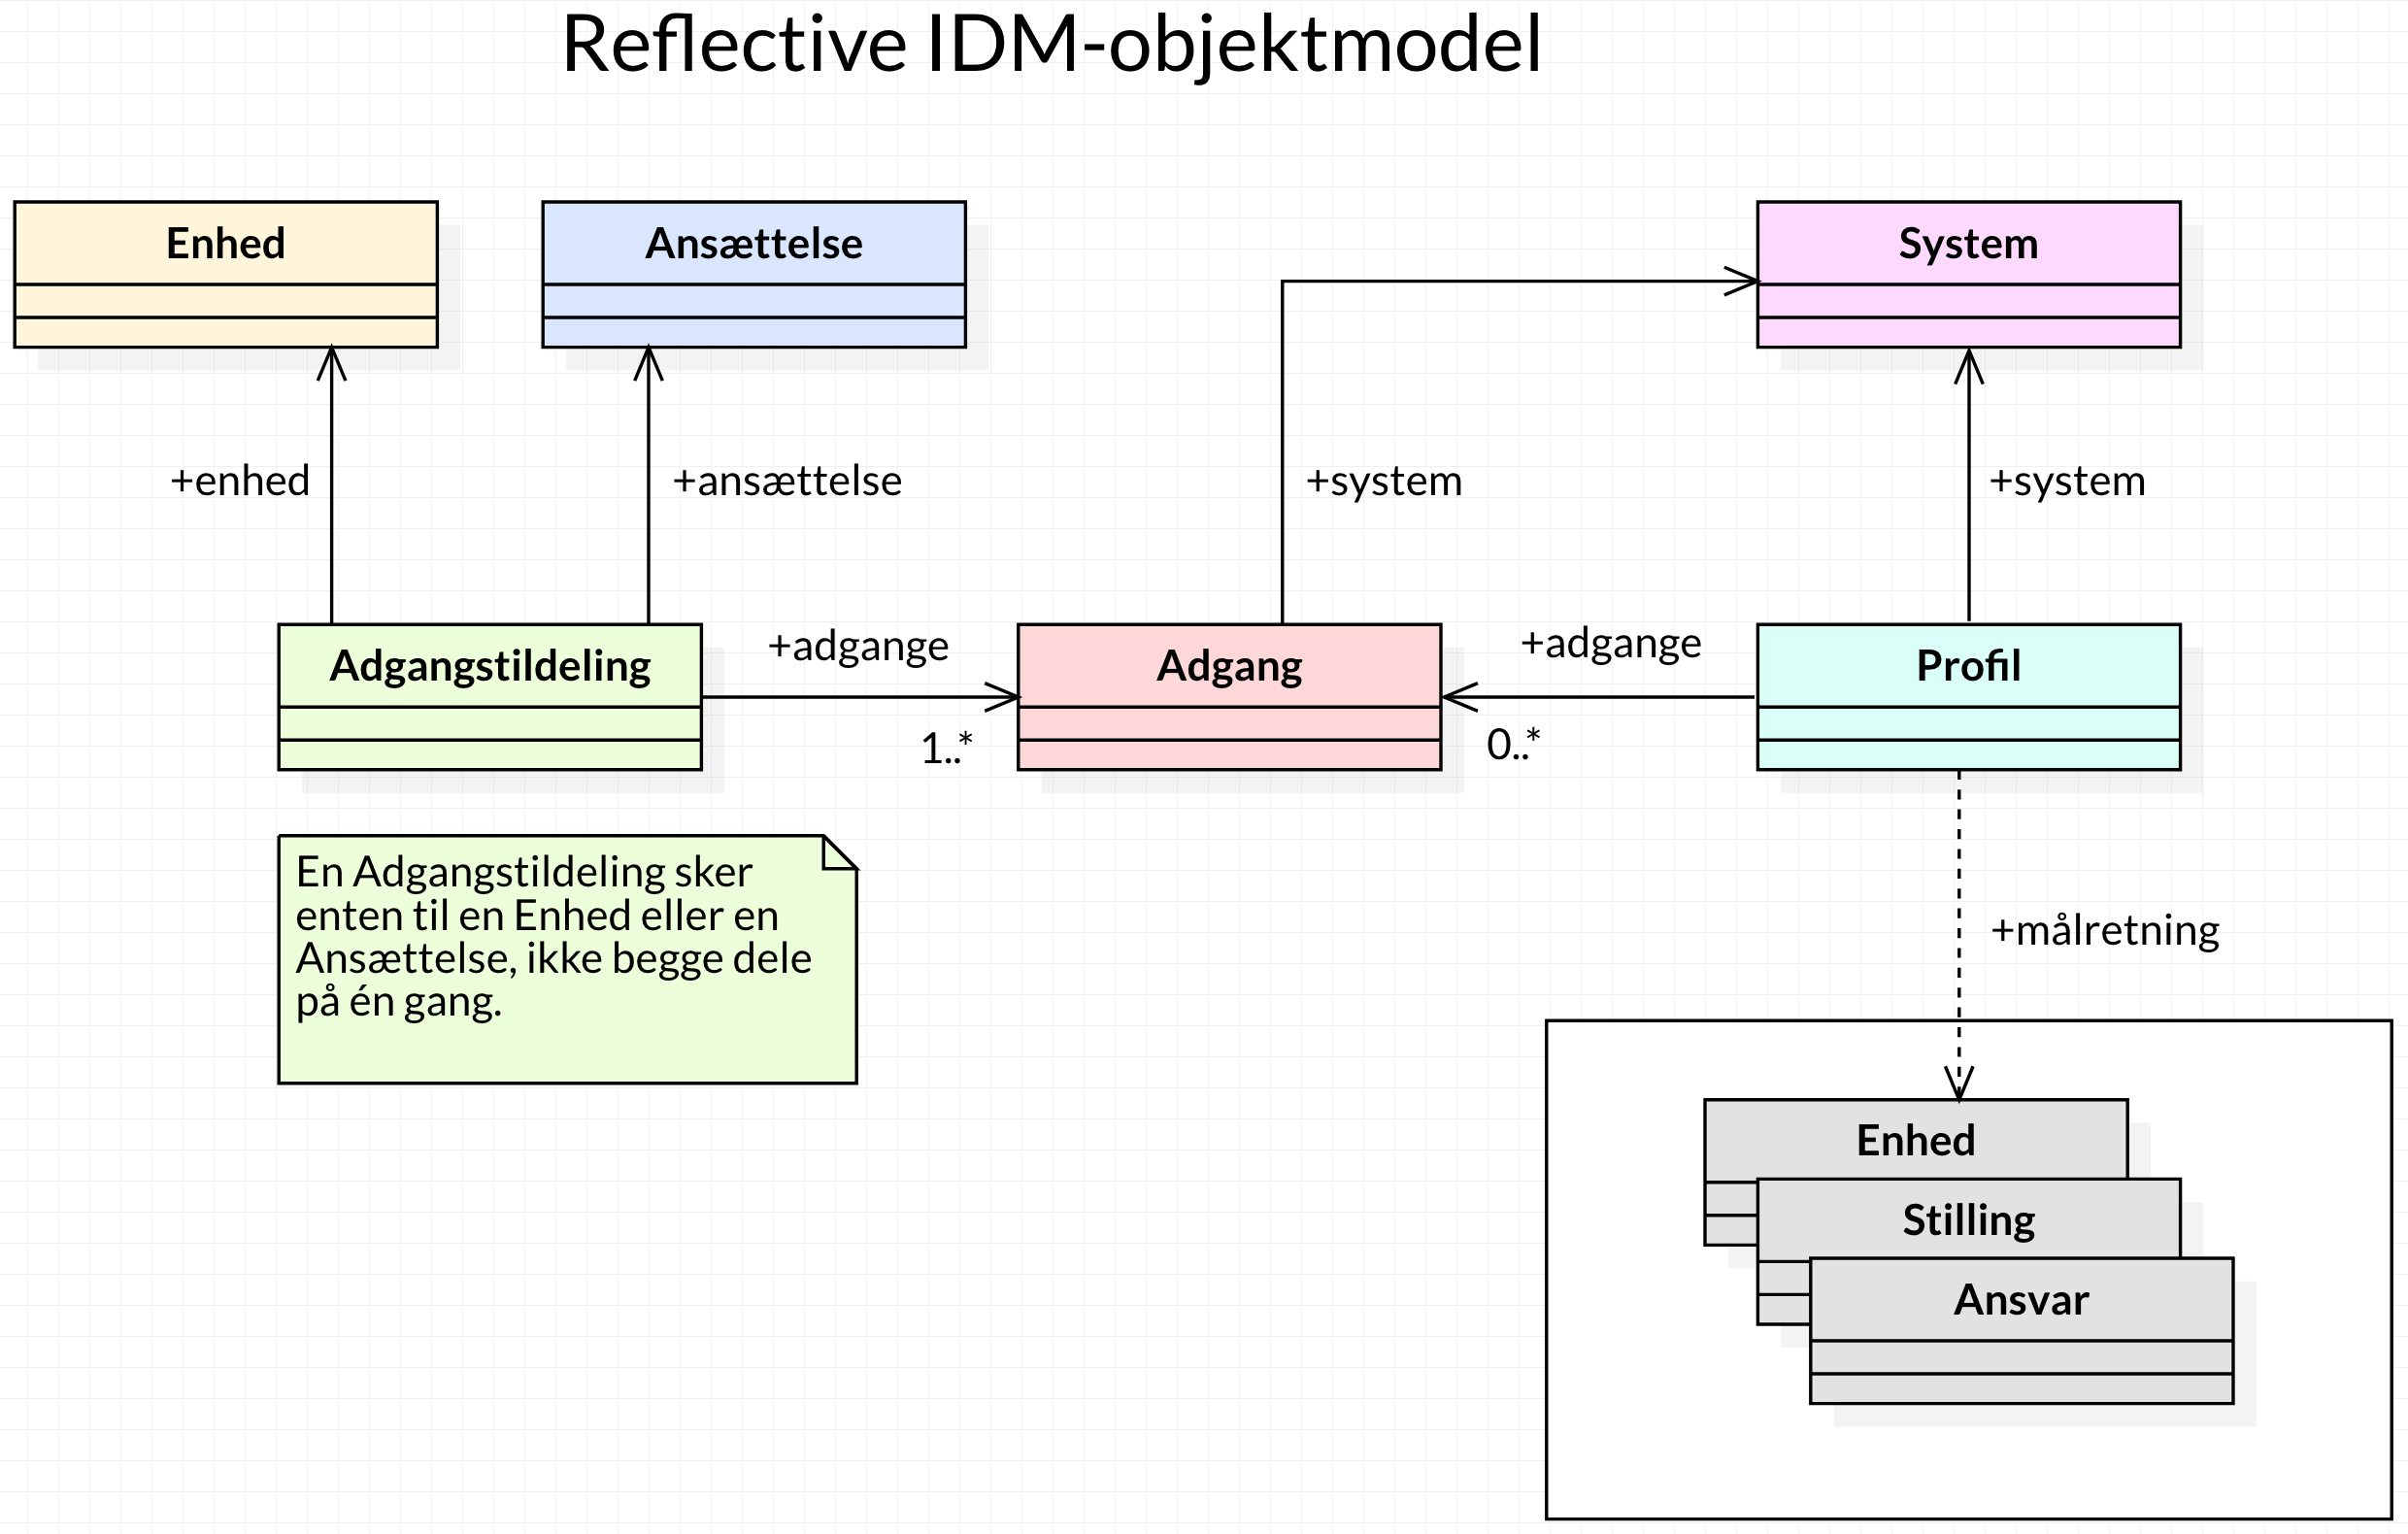 Reflective IDM-objektmodel
Enhed
Ansættelse
System
+enhed
+ansættelse
+system
+system
Adgangstildeling
+adgange
1..*
Adgang
+adgange
0..*
Profil
En Adgangstildeling sker
enten til en Enhed eller en
Ansættelse, ikke begge dele
på én gang.
+målretning
Enhed
Stilling
Ansvar